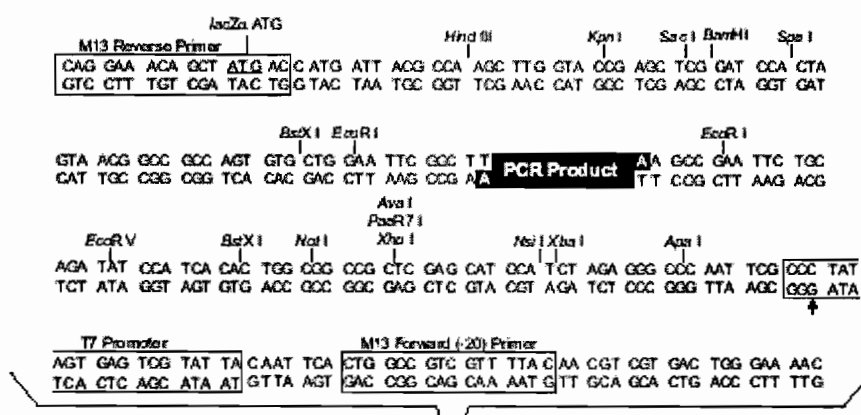 lacZα ATG
M13 Reverse Primer Hind III Kpn I Sac I BamH I Spe I
CAG GAA ACA GCT ATG AC C ATG ATT ACG CCA AGC TTG GTA CCG AGC TCG GAT CCA CTA
GTC CTT TGT CGA TAC TG G TAC TAA TGC GGT TCG AAC CAT GGC TCG AGC CTA GGT GAT
BstX I EcoR I EcoR I
GTA ACG GCC GCC AGT GTG CTG GAA TTC GCC TT PCR Product A A GCC GAA TTC TGC
CAT TGC CGG CGG TCA CAC GAC CTT AAG CGG A A T T CGG CTT AAG ACG
Ava I
PaeR7 I
EcoR V BstX I Not I Xho I Nsi I Xba I Apa I
AGA TAT CCA TCA CAC TGG CGG CCG CTC GAG CAT GCA TCT AGA GGG CCC AAT TCG CCC TAT
TCT ATA GGT AGT GTG ACC GCC GGC GAG CTC GTA CGT AGA TCT CCC GGG TTA AGC GGG ATA
T7 Promoter M13 Forward (-20) Primer
AGT GAG TCG TAT TA C AAT TCA CTG GCC GTC GTT TTA C AA CGT CGT GAC TGG GAA AAC
TCA CTC AGC ATA AT G TTA AGT GAC CGG CAG CAA AAT G TT GCA GCA CTG ACC CTT TTG